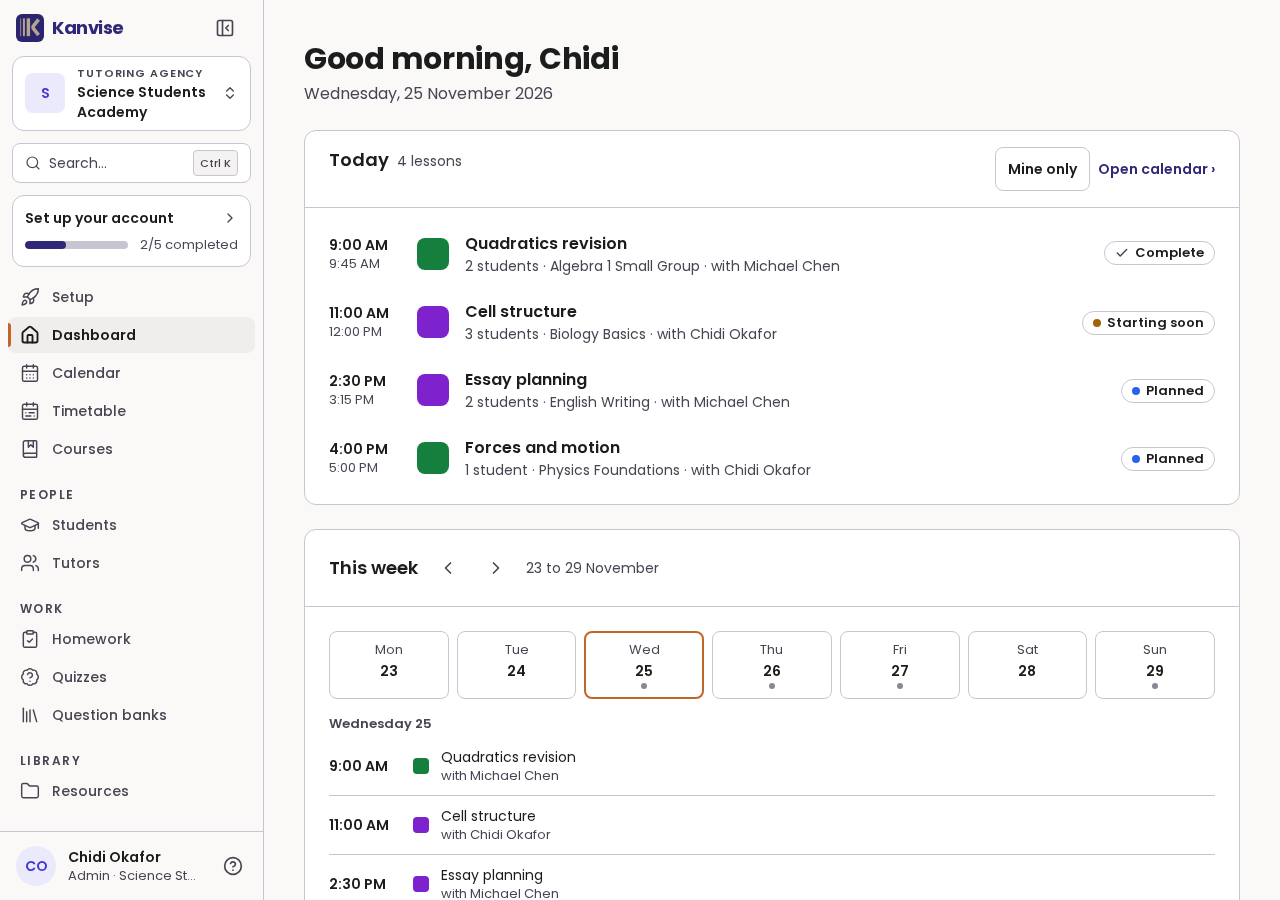 Kanvise
TUTORING AGENCY
S
Science Students
Academy
Search...
Ctrl K
Set up your account
2/5 completed
Setup
Dashboard
Calendar
Timetable
Courses
PEOPLE
Students
Tutors
WORK
Homework
Quizzes
Question banks
LIBRARY
Resources
CO
Chidi Okafor
Admin · Science St...
Good morning, Chidi
Wednesday, 25 November 2026
Today 4 lessons
Mine only
Open calendar ›
9:00 AM
9:45 AM
Quadratics revision
2 students · Algebra 1 Small Group · with Michael Chen
Complete
11:00 AM
12:00 PM
Cell structure
3 students · Biology Basics · with Chidi Okafor
Starting soon
2:30 PM
3:15 PM
Essay planning
2 students · English Writing · with Michael Chen
Planned
4:00 PM
5:00 PM
Forces and motion
1 student · Physics Foundations · with Chidi Okafor
Planned
This week
23 to 29 November
Mon
23
Tue
24
Wed
25
Thu
26
Fri
27
Sat
28
Sun
29
Wednesday 25
9:00 AM
Quadratics revision
with Michael Chen
11:00 AM
Cell structure
with Chidi Okafor
2:30 PM
Essay planning
with Michael Chen